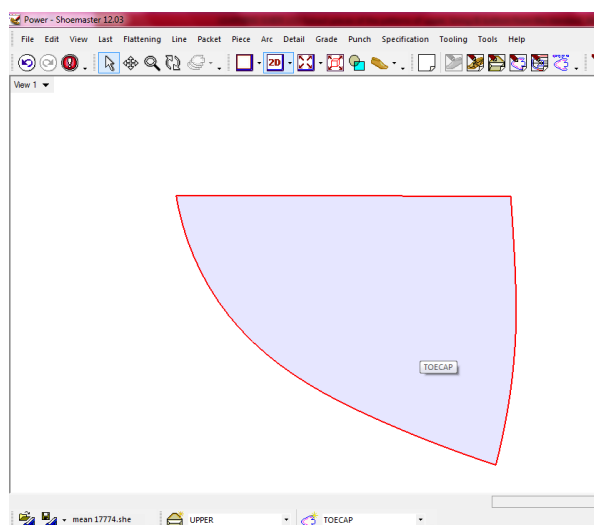 Power - Shoemaster 12.03
File Edit View Last Flattening Line Packet Piece Arc Detail Grade Punch Specification Tooling Tools Help
2D
View 1
TOECAP
mean 17774.she UPPER TOECAP